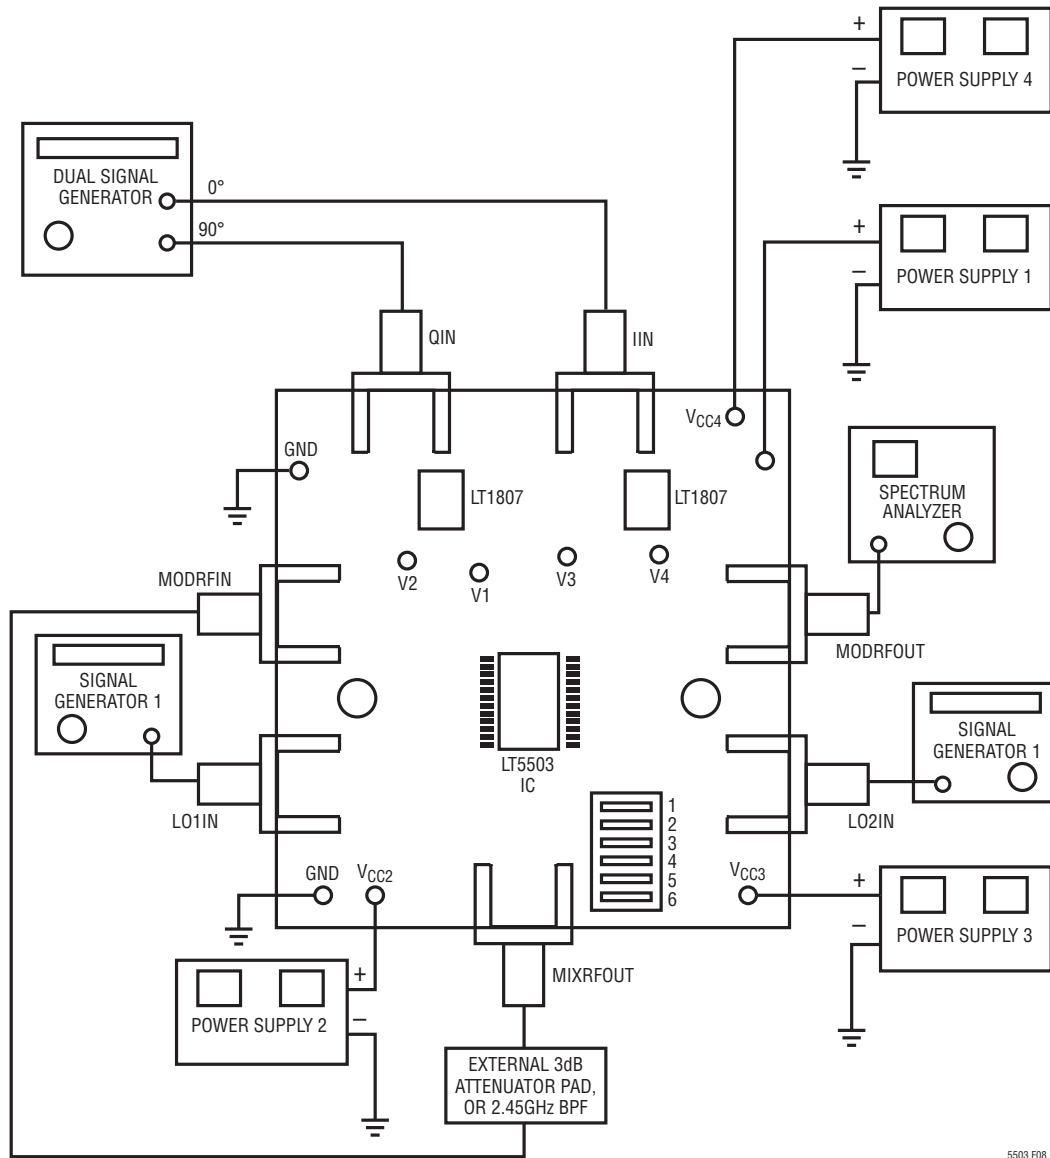 +
–
POWER SUPPLY 4
DUAL SIGNAL
GENERATOR
0°
90°
+
–
POWER SUPPLY 1
QIN
IIN
VCC4
GND
LT1807
LT1807
SPECTRUM
ANALYZER
V2
V1
V3
V4
MODRFIN
MODRFOUT
SIGNAL
GENERATOR 1
SIGNAL
GENERATOR 1
LT5503
IC
LO1IN
LO2IN
1
2
3
4
5
6
GND
VCC2
VCC3
+
–
POWER SUPPLY 3
+
–
POWER SUPPLY 2
MIXRFOUT
EXTERNAL 3dB
ATTENUATOR PAD,
OR 2.45GHz BPF
5503 F08